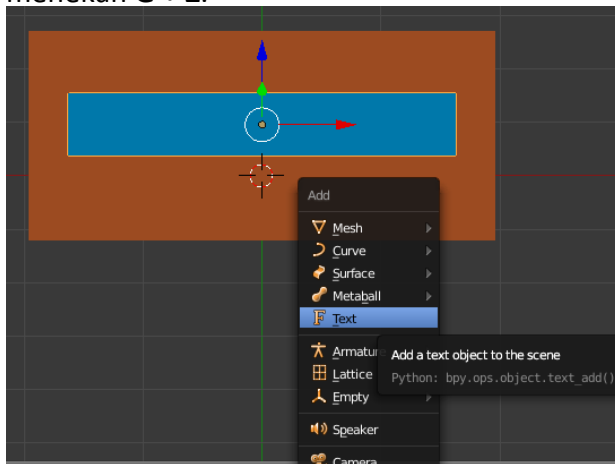 menekan G + Z.
Add
Mesh
Curve
Surface
Metaball
Text
Armature
Add a text object to the scene
Lattice
Python: bpy.ops.object.text_add()
Empty
Speaker
Camera